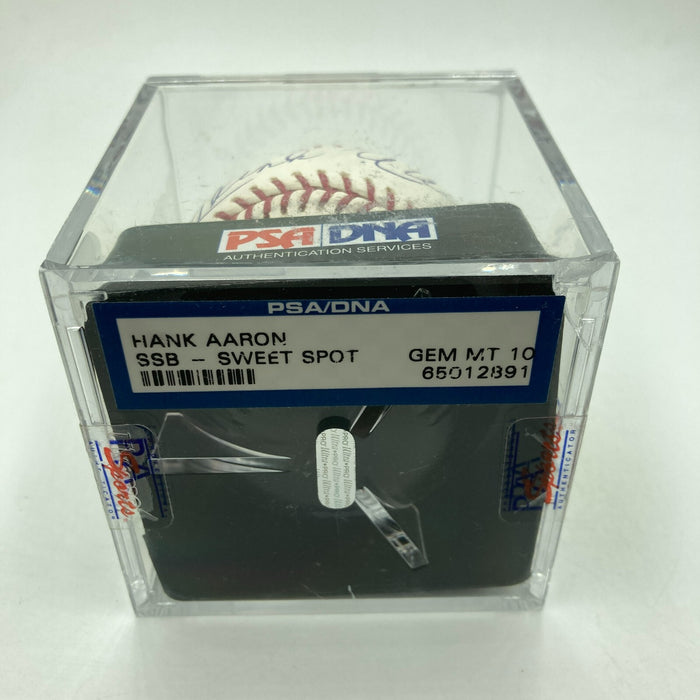 PSA DNA
AUTHENTICATION SERVICES
PSA/DNA
HANK AARON
SSB - SWEET SPOT GEM MT 10
65012891